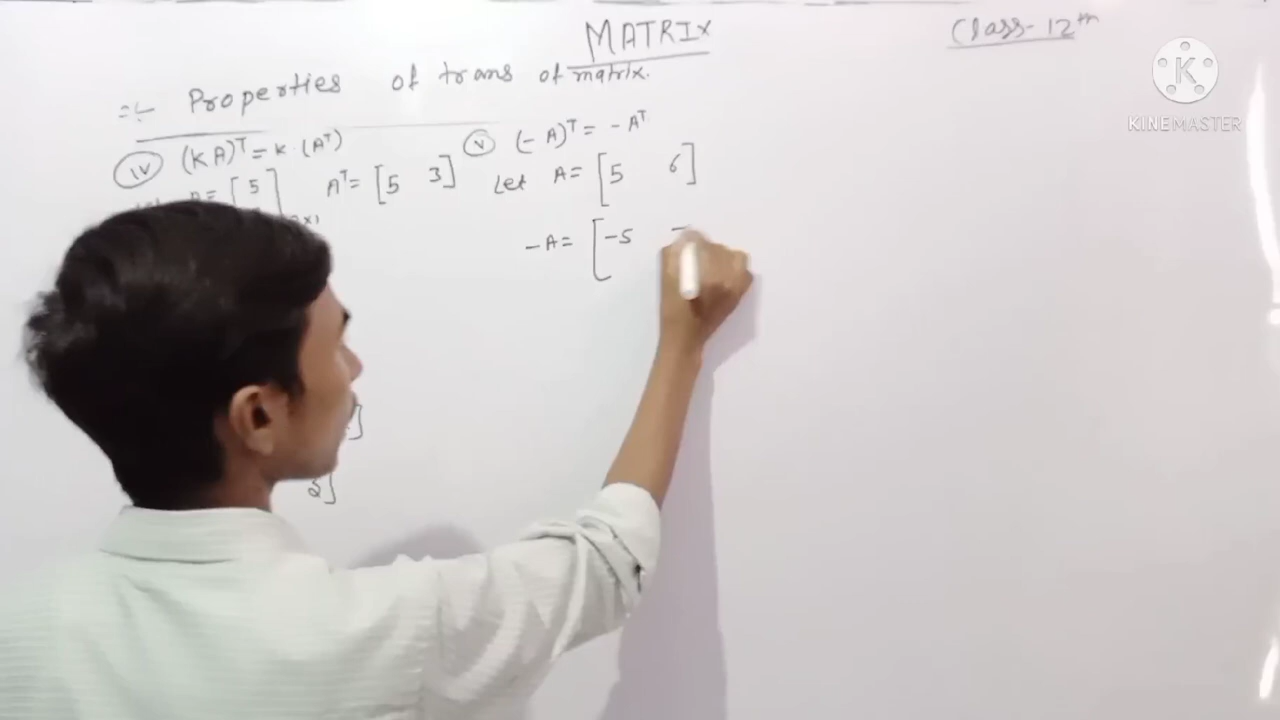 MATRIX
Class-12th
:- Properties of trans of matrix.
(iv) (KA)ᵀ = K.(Aᵀ)
A = [5
Aᵀ = [5 3]
(v) (-A)ᵀ = -Aᵀ
Let A = [5 6]
-A = [-5 -
KINEMASTER